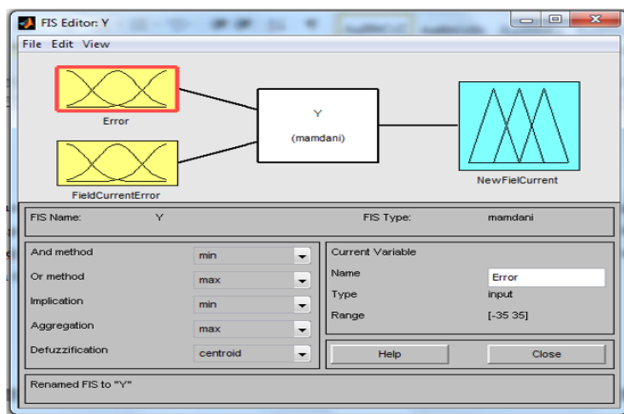 FIS Editor: Y
File Edit View
Error
Y
(mamdani)
FieldCurrentError
NewFielCurrent
FIS Name: Y FIS Type: mamdani
And method min
Or method max
Implication min
Aggregation max
Defuzzification centroid
Current Variable
Name Error
Type input
Range [-35 35]
Help Close
Renamed FIS to "Y"